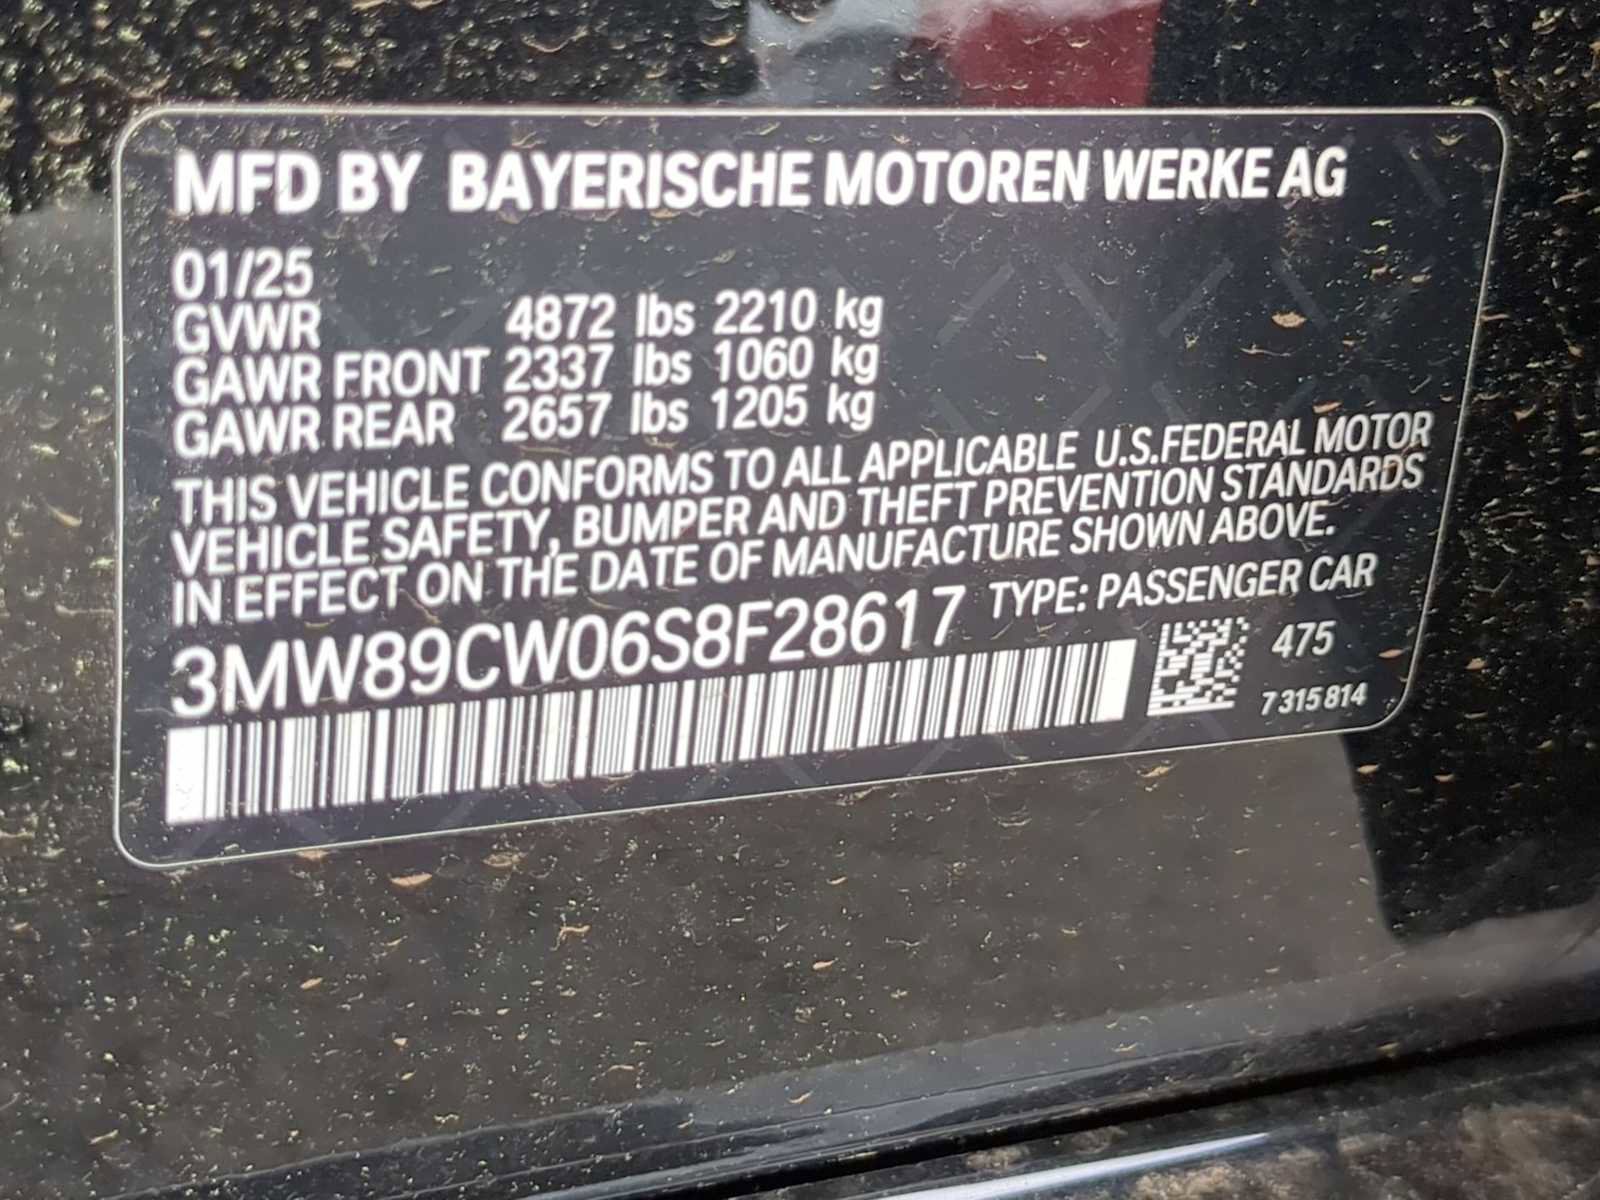 MFD BY BAYERISCHE MOTOREN WERKE AG
01/25
GVWR 4872 lbs 2210 kg
GAWR FRONT 2337 lbs 1060 kg
GAWR REAR 2657 lbs 1205 kg
THIS VEHICLE CONFORMS TO ALL APPLICABLE U.S.FEDERAL MOTOR
VEHICLE SAFETY, BUMPER AND THEFT PREVENTION STANDARDS
IN EFFECT ON THE DATE OF MANUFACTURE SHOWN ABOVE.
3MW89CW06S8F28617 TYPE: PASSENGER CAR
475
7 315 814